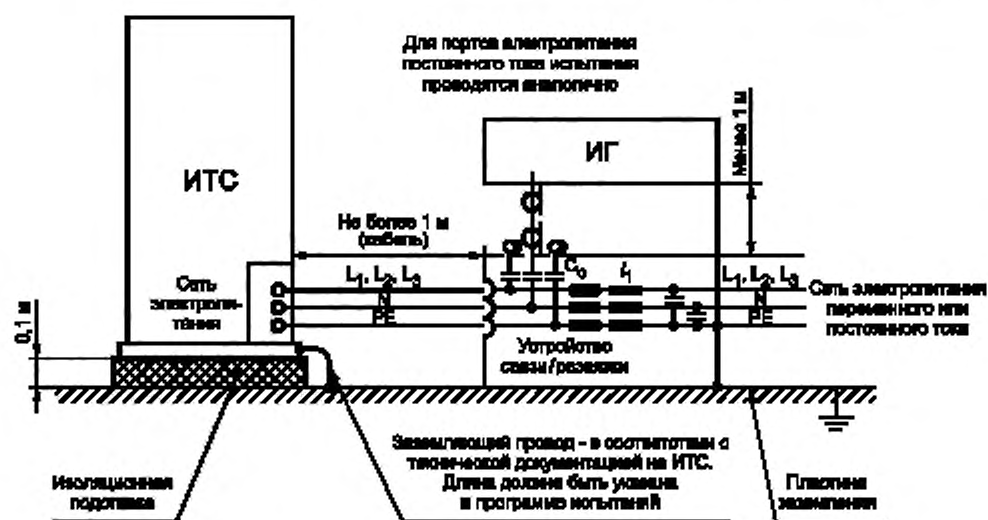 Для портов электропитания
постоянного тока испытания
проводятся аналогично
ИТС
ИГ
Менее 1 м
Не более 1 м
(кабель)
Сеть
электропи-
тания
L1, L2, L3
N
PE
C0
L1, L2, L3
N
PE
Сеть электропитания
переменного или
постоянного тока
0,1 м
Устройство
связи/развязки
Заземляющий провод - в соответствии с
технической документацией на ИТС.
Длина должна быть указана
в программе испытаний
Изоляционная
подставка
Пластина
заземления